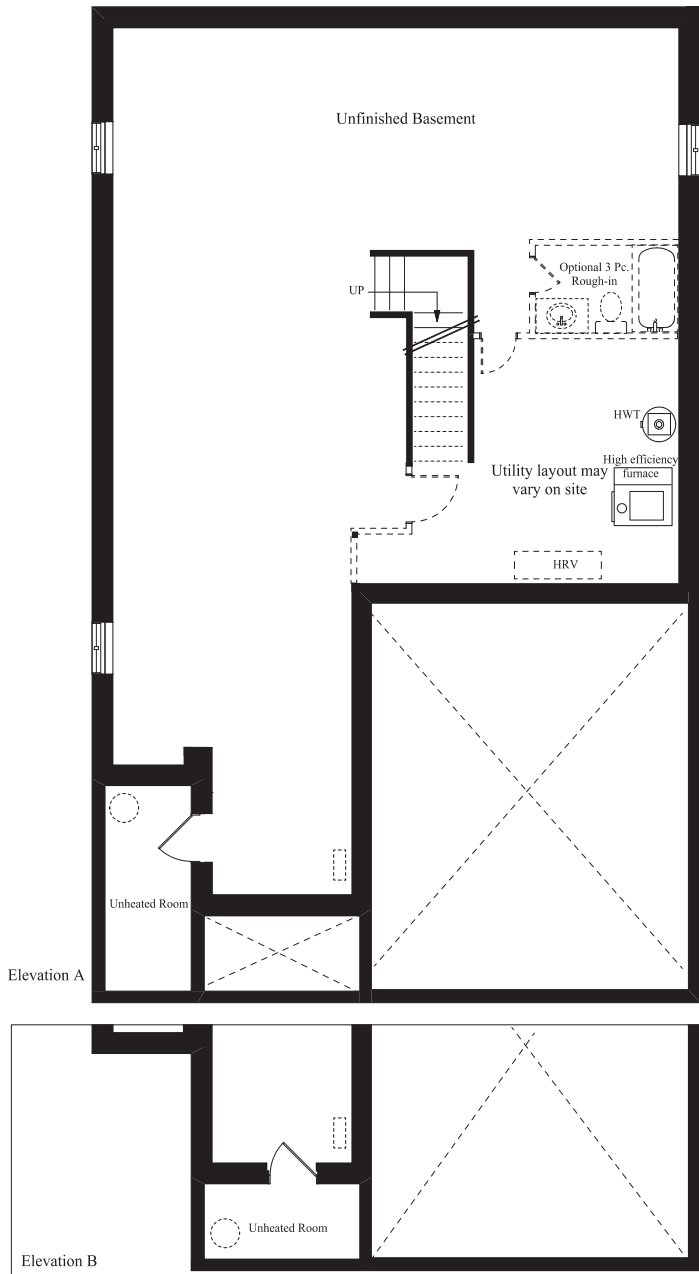 Unfinished Basement
Optional 3 Pc.
Rough-in
UP
HWT
High efficiency
furnace
Utility layout may
vary on site
HRV
Unheated Room
Elevation A
Unheated Room
Elevation B